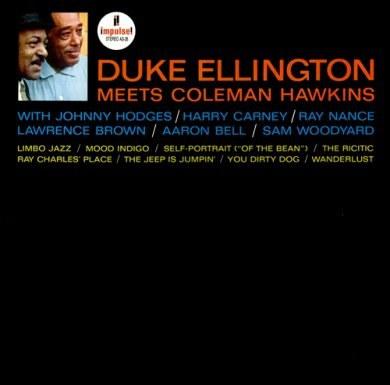 impulse!
STEREO AS-26
DUKE ELLINGTON
MEETS COLEMAN HAWKINS
WITH JOHNNY HODGES / HARRY CARNEY / RAY NANCE
LAWRENCE BROWN / AARON BELL / SAM WOODYARD
LIMBO JAZZ / MOOD INDIGO / SELF-PORTRAIT ("OF THE BEAN") / THE RICITIC
RAY CHARLES' PLACE / THE JEEP IS JUMPIN' / YOU DIRTY DOG / WANDERLUST